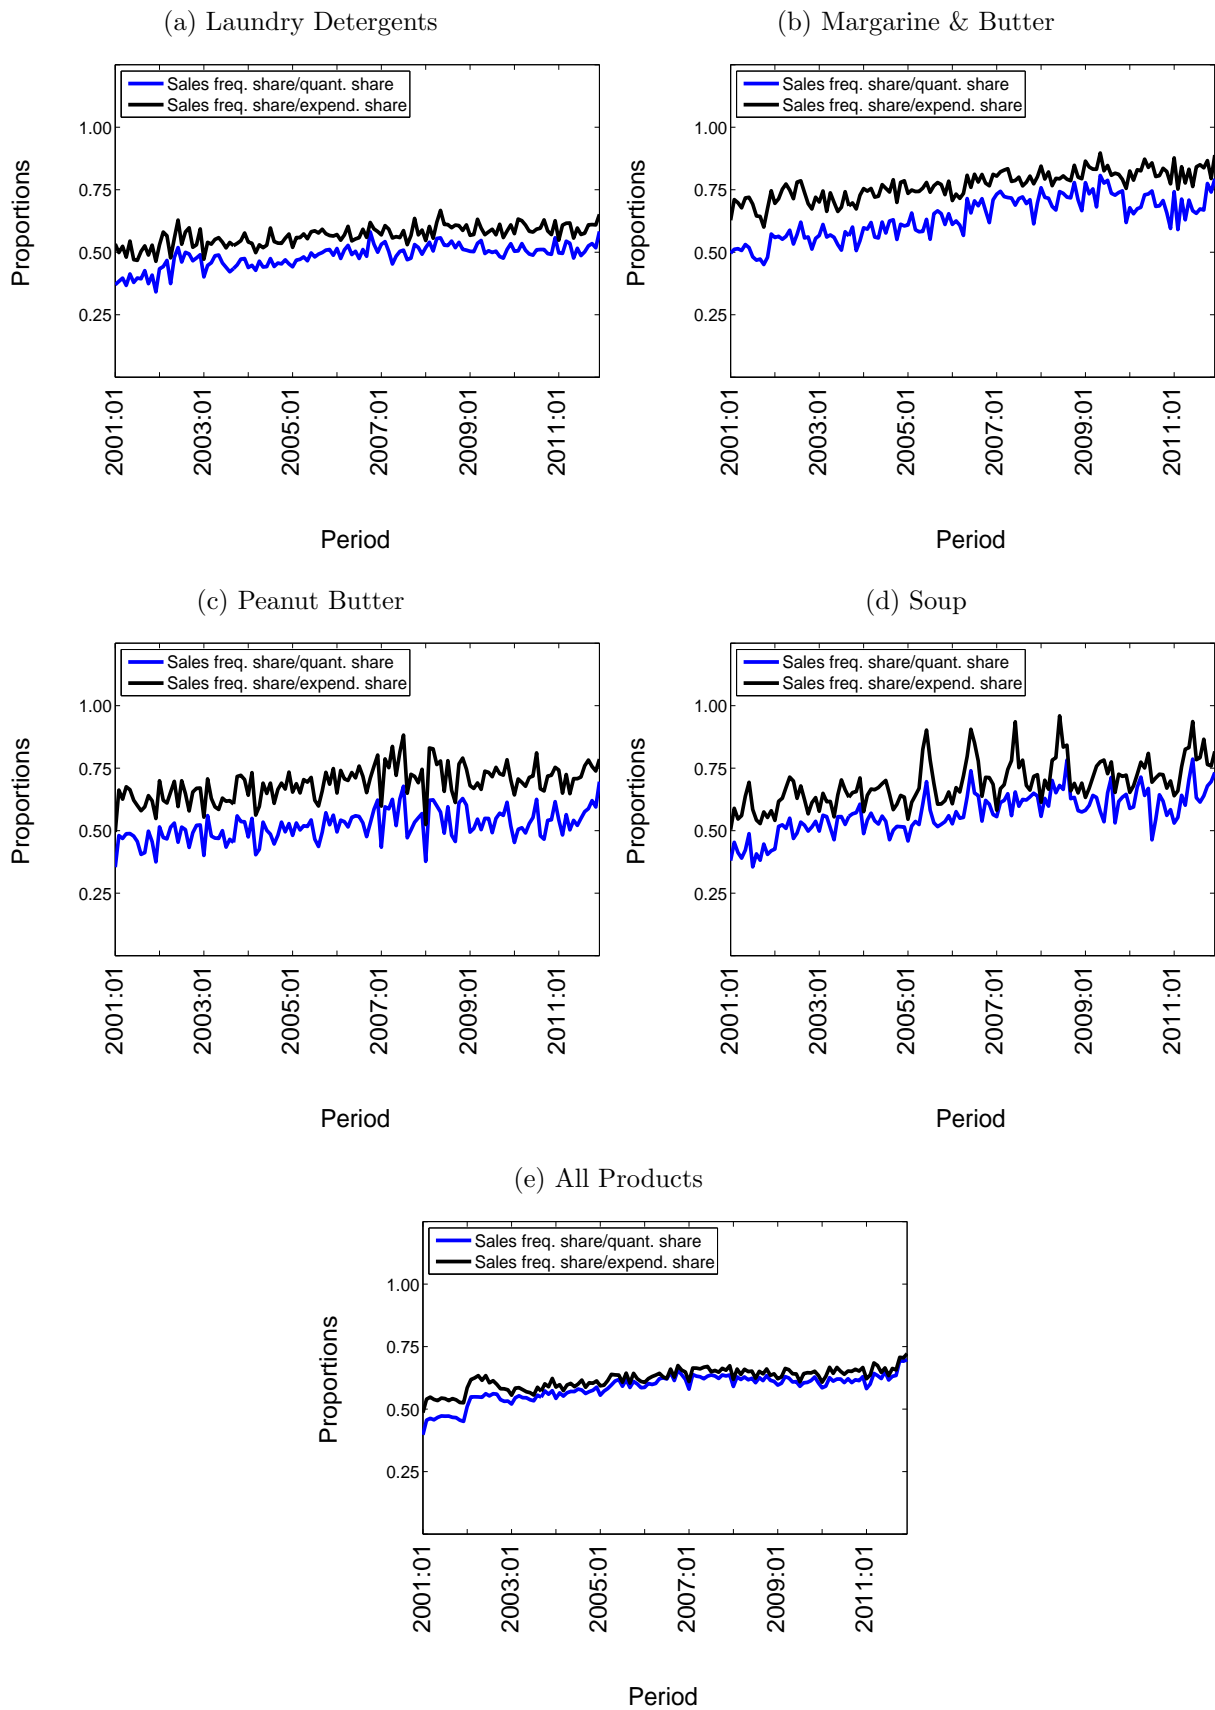 (a) Laundry Detergents
Sales freq. share/quant. share
Sales freq. share/expend. share
1.00
0.75
0.50
0.25
Proportions
2001:01
2003:01
2005:01
2007:01
2009:01
2011:01
Period
(b) Margarine & Butter
Sales freq. share/quant. share
Sales freq. share/expend. share
1.00
0.75
0.50
0.25
Proportions
2001:01
2003:01
2005:01
2007:01
2009:01
2011:01
Period
(c) Peanut Butter
Sales freq. share/quant. share
Sales freq. share/expend. share
1.00
0.75
0.50
0.25
Proportions
2001:01
2003:01
2005:01
2007:01
2009:01
2011:01
Period
(d) Soup
Sales freq. share/quant. share
Sales freq. share/expend. share
1.00
0.75
0.50
0.25
Proportions
2001:01
2003:01
2005:01
2007:01
2009:01
2011:01
Period
(e) All Products
Sales freq. share/quant. share
Sales freq. share/expend. share
1.00
0.75
0.50
0.25
Proportions
2001:01
2003:01
2005:01
2007:01
2009:01
2011:01
Period